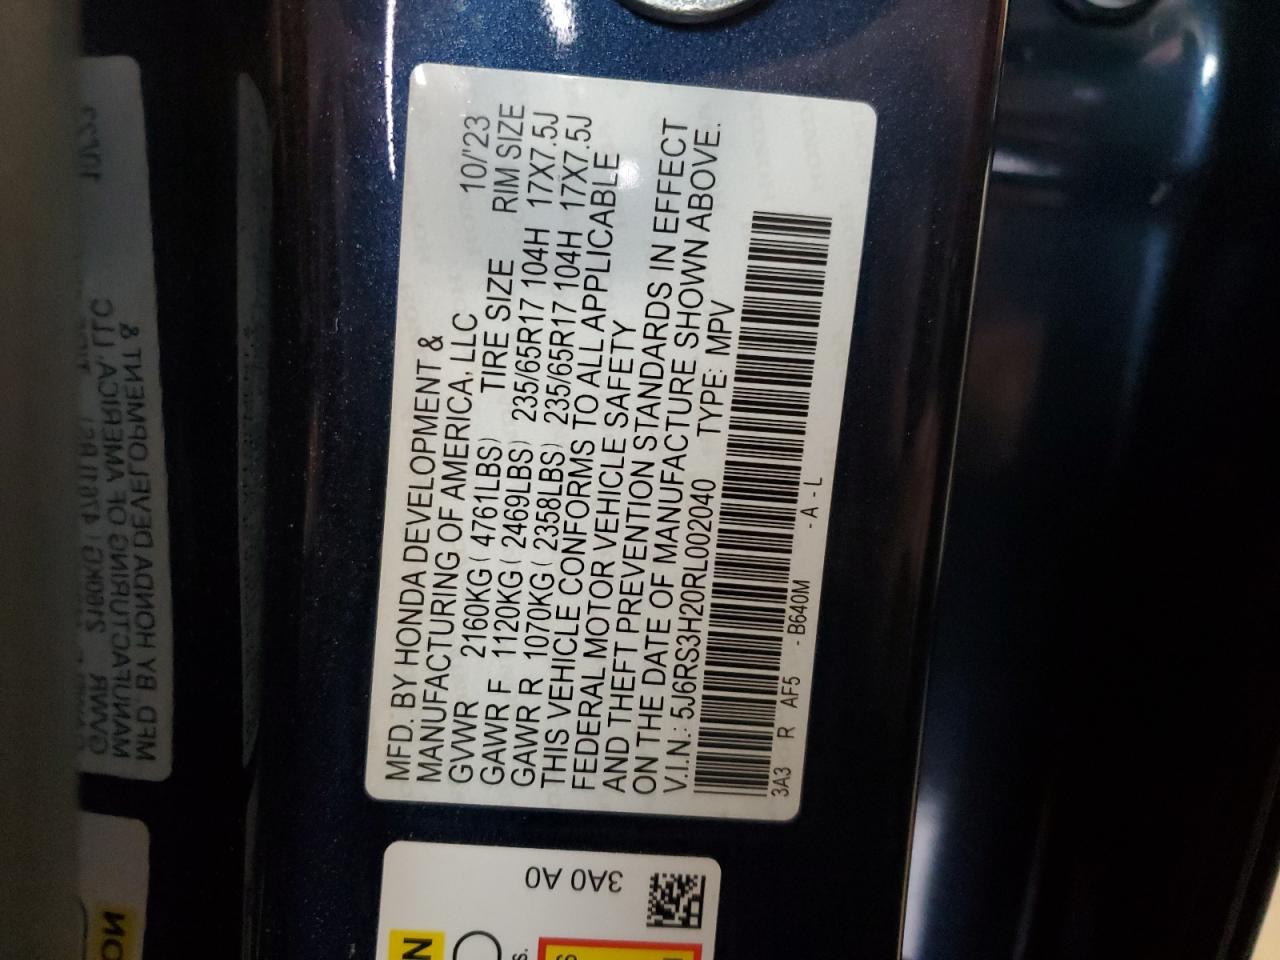 MFD. BY HONDA DEVELOPMENT &
MANUFACTURING OF AMERICA, LLC 10/'23
GVWR 2160KG ( 4761LBS) TIRE SIZE RIM SIZE
GAWR F 1120KG ( 2469LBS) 235/65R17 104H 17X7.5J
GAWR R 1070KG ( 2358LBS) 235/65R17 104H 17X7.5J
THIS VEHICLE CONFORMS TO ALL APPLICABLE
FEDERAL MOTOR VEHICLE SAFETY
AND THEFT PREVENTION STANDARDS IN EFFECT
ON THE DATE OF MANUFACTURE SHOWN ABOVE.
V.I.N.: 5J6RS3H20RL002040 TYPE: MPV
3A3 R AF5 - B640M - A - L
3A0 A0